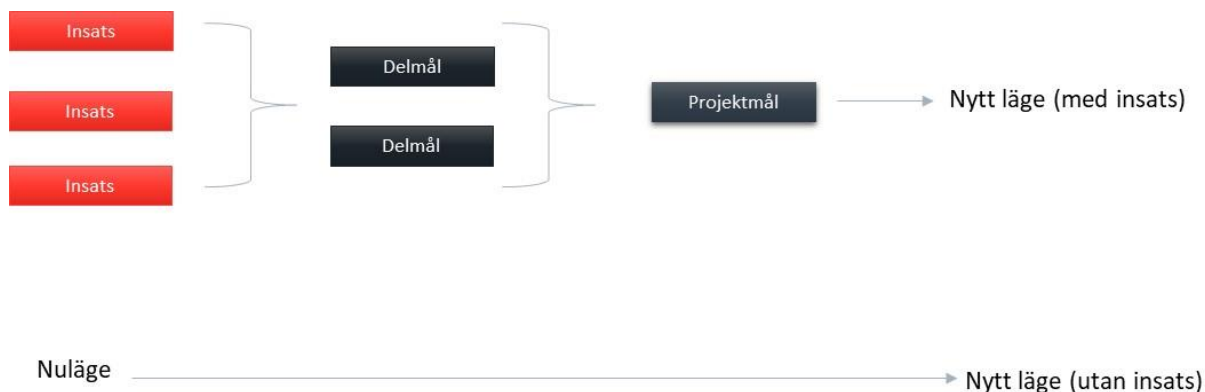 Insats
Delmål
Insats
Projektmål
Nytt läge (med insats)
Delmål
Insats
Nuläge
Nytt läge (utan insats)